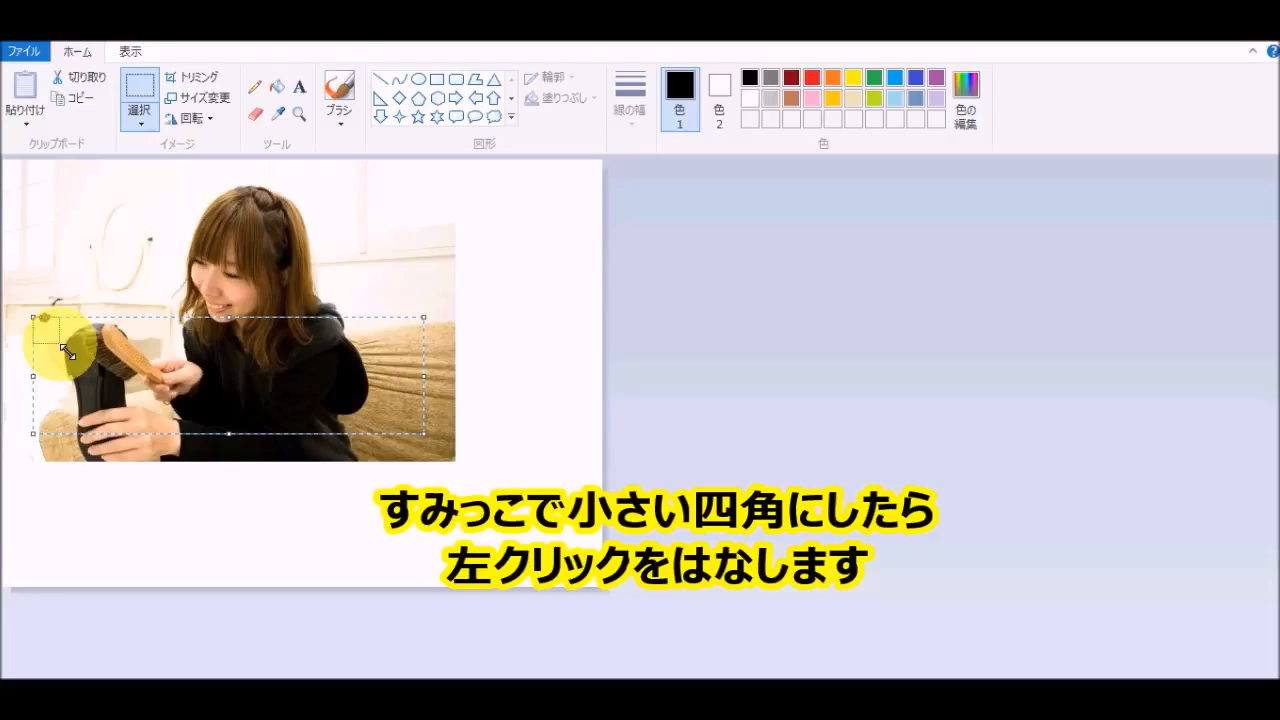 ファイル ホーム 表示
切り取り トリミング 輪郭
コピー サイズ変更 塗りつぶし
貼り付け 選択 回転 ブラシ 線の幅 色 1 色 2 色の編集
クリップボード イメージ ツール 図形 色
すみっこで小さい四角にしたら
左クリックをはなします